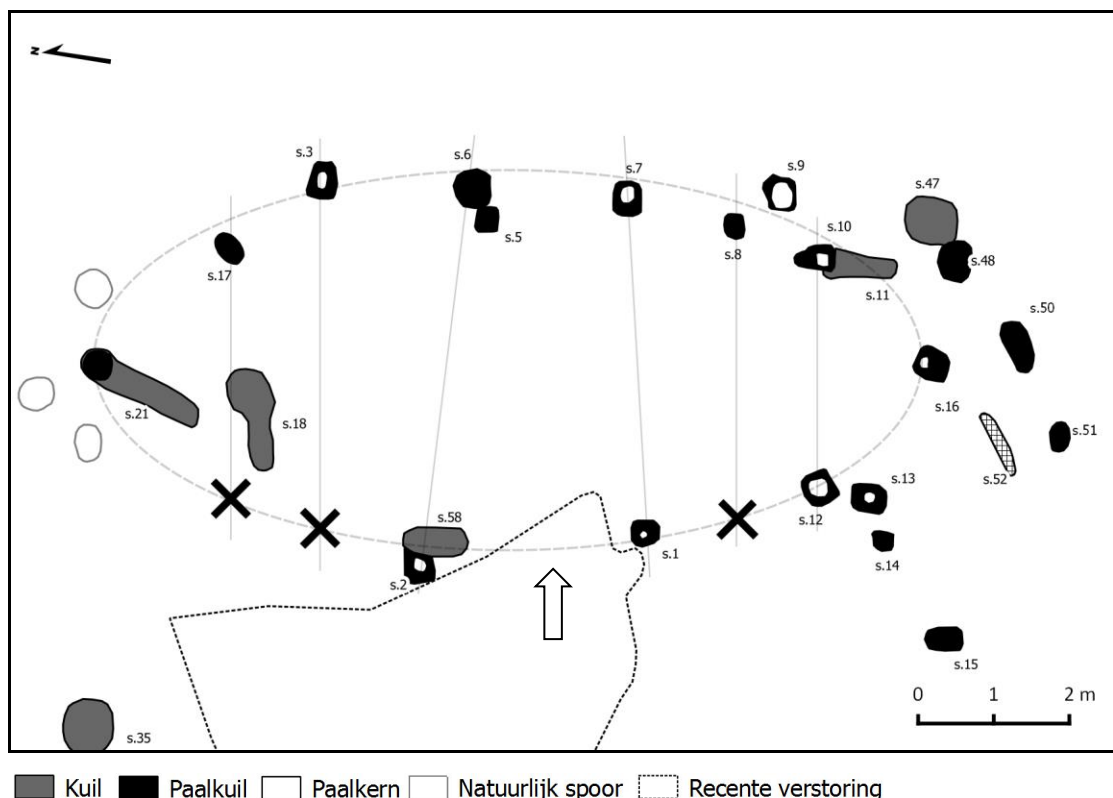 z
s.3
s.6
s.7
s.9
s.47
s.10
s.5
s.8
s.17
s.48
s.11
s.50
s.16
s.21
s.18
s.51
s.52
s.13
s.12
s.58
s.1
s.14
s.2
s.15
0 1 2 m
s.35
Kuil Paalkuil Paalkern Natuurlijk spoor Recente verstoring